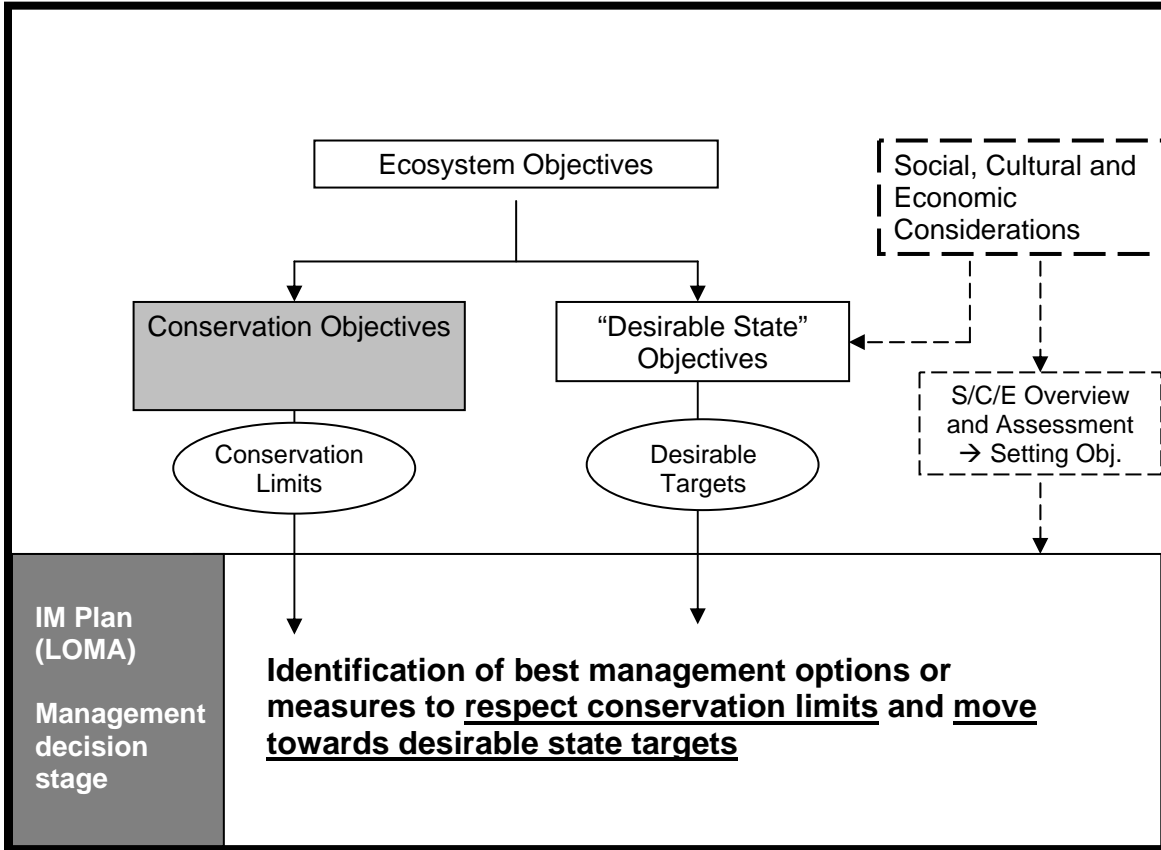 Ecosystem Objectives
Social, Cultural and
Economic
Considerations
Conservation Objectives
“Desirable State”
Objectives
S/C/E Overview
and Assessment
→ Setting Obj.
Conservation
Limits
Desirable
Targets
IM Plan
(LOMA)
Management
decision
stage
Identification of best management options or
measures to respect conservation limits and move
towards desirable state targets